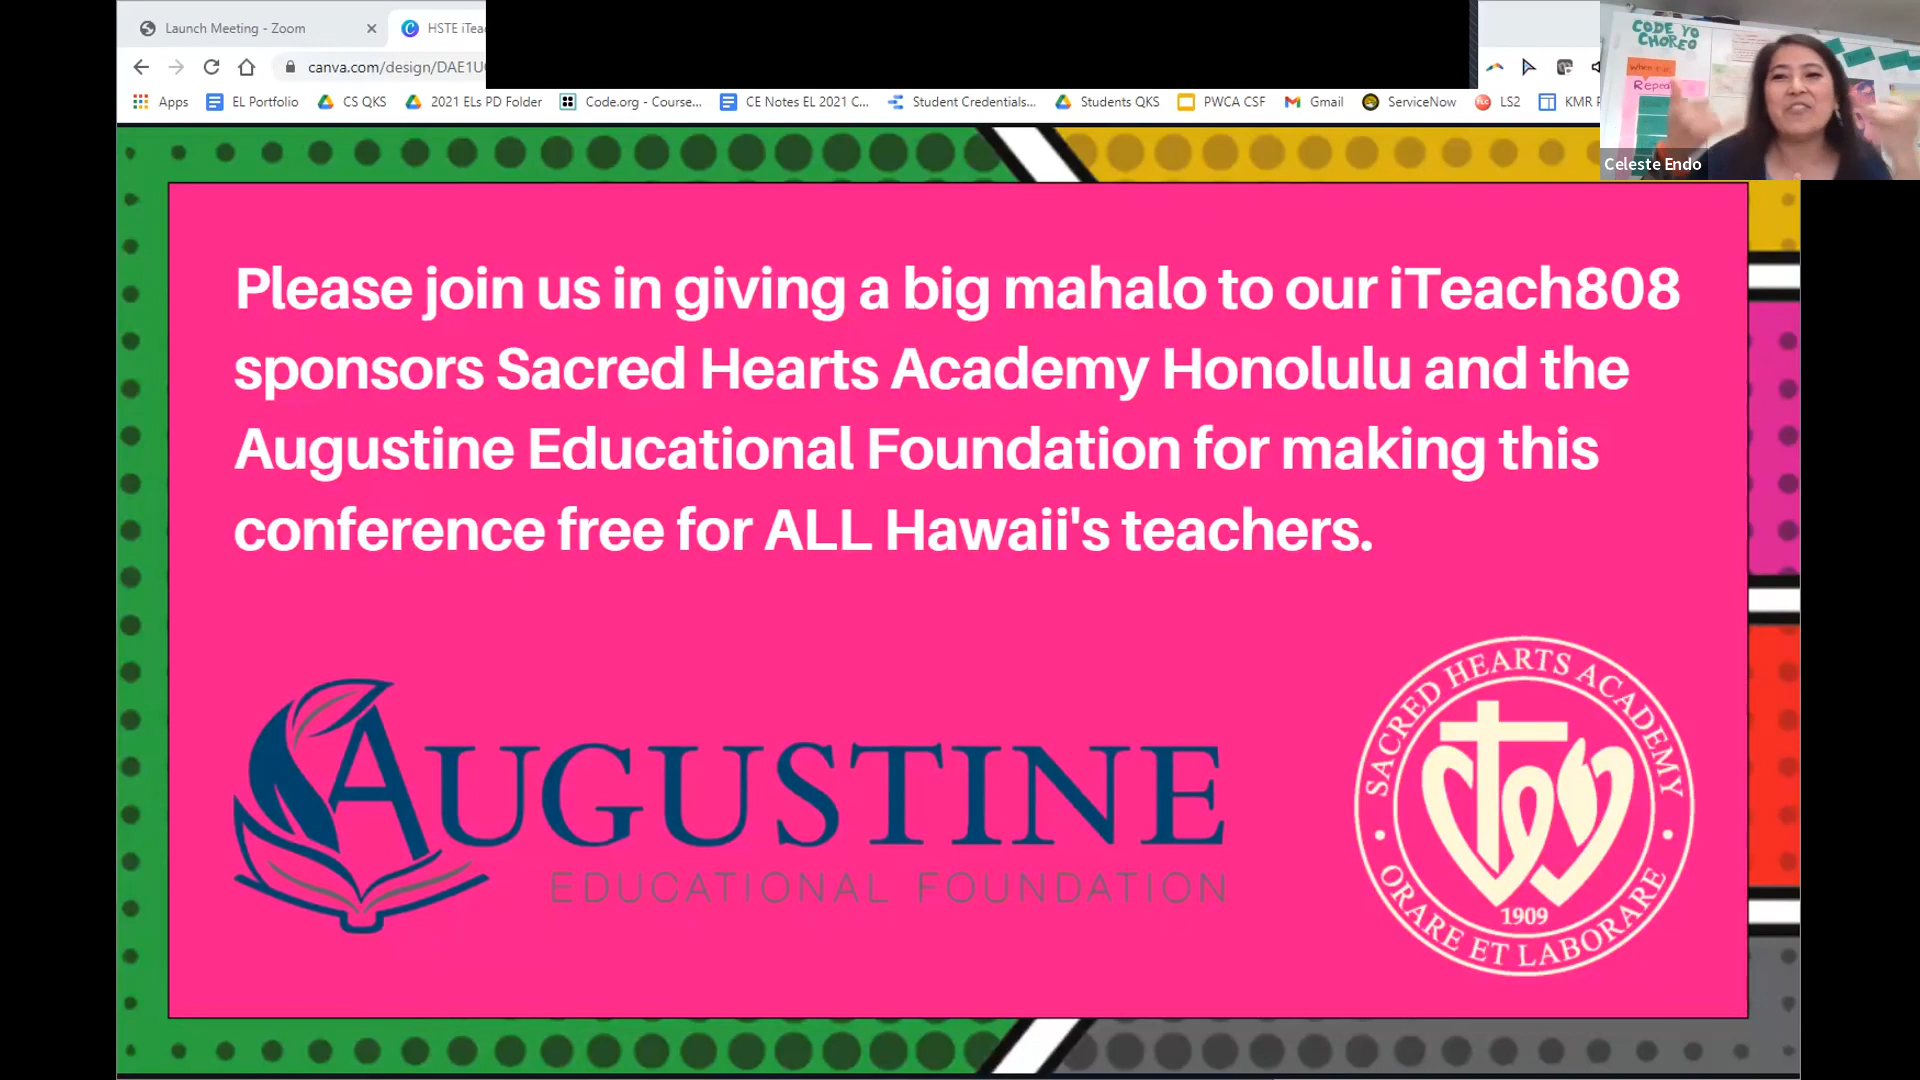 Launch Meeting - Zoom
HSTE iTeac
canva.com/design/DAE1U
Apps EL Portfolio CS QKS 2021 ELs PD Folder Code.org - Course... CE Notes EL 2021 C... Student Credentials... Students QKS PWCA CSF Gmail ServiceNow LS2 KMR
CODE YO
CHOREO
Repeat
Celeste Endo
Please join us in giving a big mahalo to our iTeach808
sponsors Sacred Hearts Academy Honolulu and the
Augustine Educational Foundation for making this
conference free for ALL Hawaii's teachers.
AUGUSTINE
EDUCATIONAL FOUNDATION
SACRED HEARTS ACADEMY
1909
ORARE ET LABORARE